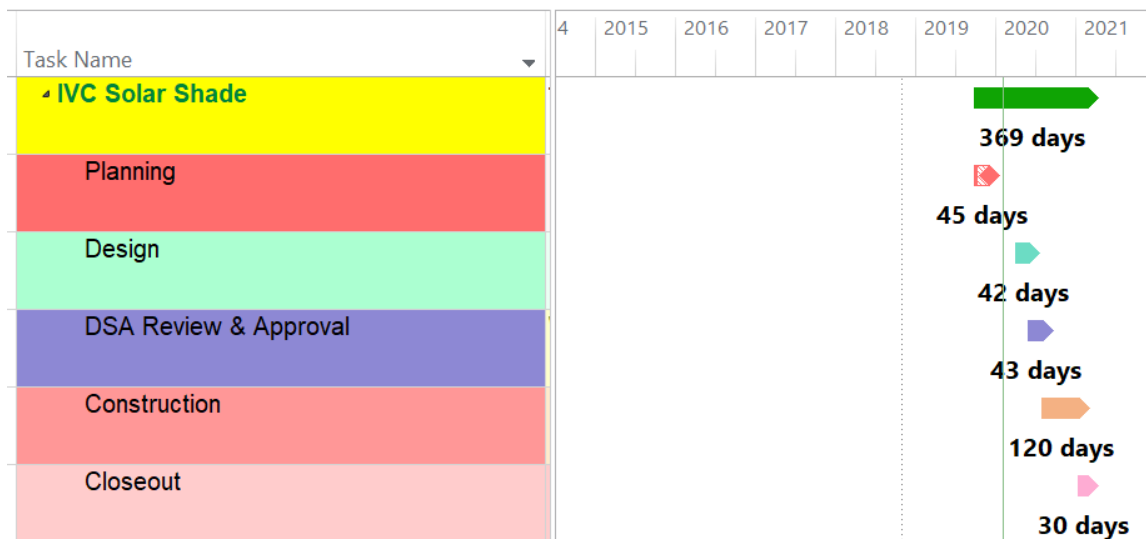 4 2015 2016 2017 2018 2019 2020 2021
Task Name
IVC Solar Shade
369 days
Planning
45 days
Design
42 days
DSA Review & Approval
43 days
Construction
120 days
Closeout
30 days